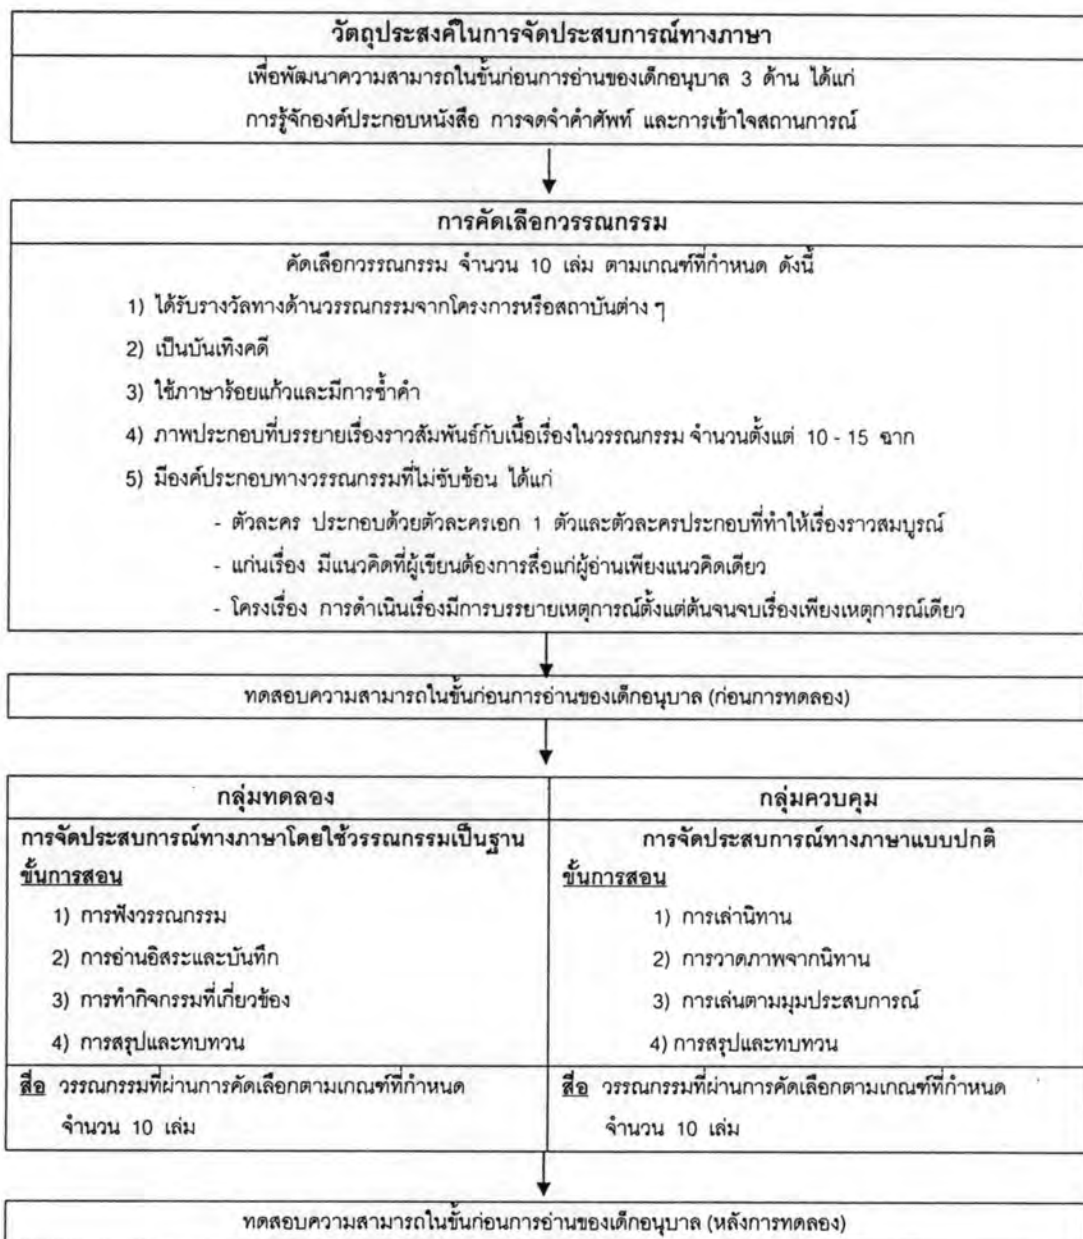 วัตถุประสงค์ในการจัดประสบการณ์ทางภาษา
เพื่อพัฒนาความสามารถในขั้นก่อนการอ่านของเด็กอนุบาล 3 ด้าน ได้แก่
การรู้จักองค์ประกอบหนังสือ การจดจำคำศัพท์ และการเข้าใจสถานการณ์
การคัดเลือกวรรณกรรม
คัดเลือกวรรณกรรม จำนวน 10 เล่ม ตามเกณฑ์ที่กำหนด ดังนี้
1) ได้รับรางวัลทางด้านวรรณกรรมจากโครงการหรือสถาบันต่าง ๆ
2) เป็นบันเทิงคดี
3) ใช้ภาษาร้อยแก้วและมีการซ้ำคำ
4) ภาพประกอบที่บรรยายเรื่องราวสัมพันธ์กับเนื้อเรื่องในวรรณกรรม จำนวนตั้งแต่ 10 - 15 ฉาก
5) มีองค์ประกอบทางวรรณกรรมที่ไม่ซับซ้อน ได้แก่
- ตัวละคร ประกอบด้วยตัวละครเอก 1 ตัวและตัวละครประกอบที่ทำให้เรื่องราวสมบูรณ์
- แก่นเรื่อง มีแนวคิดที่ผู้เขียนต้องการสื่อแก่ผู้อ่านเพียงแนวคิดเดียว
- โครงเรื่อง การดำเนินเรื่องมีการบรรยายเหตุการณ์ตั้งแต่ต้นจนจบเรื่องเพียงเหตุการณ์เดียว
ทดสอบความสามารถในขั้นก่อนการอ่านของเด็กอนุบาล (ก่อนการทดลอง)
กลุ่มทดลอง
การจัดประสบการณ์ทางภาษาโดยใช้วรรณกรรมเป็นฐาน
ขั้นการสอน
1) การฟังวรรณกรรม
2) การอ่านอิสระและบันทึก
3) การทำกิจกรรมที่เกี่ยวข้อง
4) การสรุปและทบทวน
สื่อ วรรณกรรมที่ผ่านการคัดเลือกตามเกณฑ์ที่กำหนด
จำนวน 10 เล่ม
กลุ่มควบคุม
การจัดประสบการณ์ทางภาษาแบบปกติ
ขั้นการสอน
1) การเล่านิทาน
2) การวาดภาพจากนิทาน
3) การเล่นตามมุมประสบการณ์
4) การสรุปและทบทวน
สื่อ วรรณกรรมที่ผ่านการคัดเลือกตามเกณฑ์ที่กำหนด
จำนวน 10 เล่ม
ทดสอบความสามารถในขั้นก่อนการอ่านของเด็กอนุบาล (หลังการทดลอง)